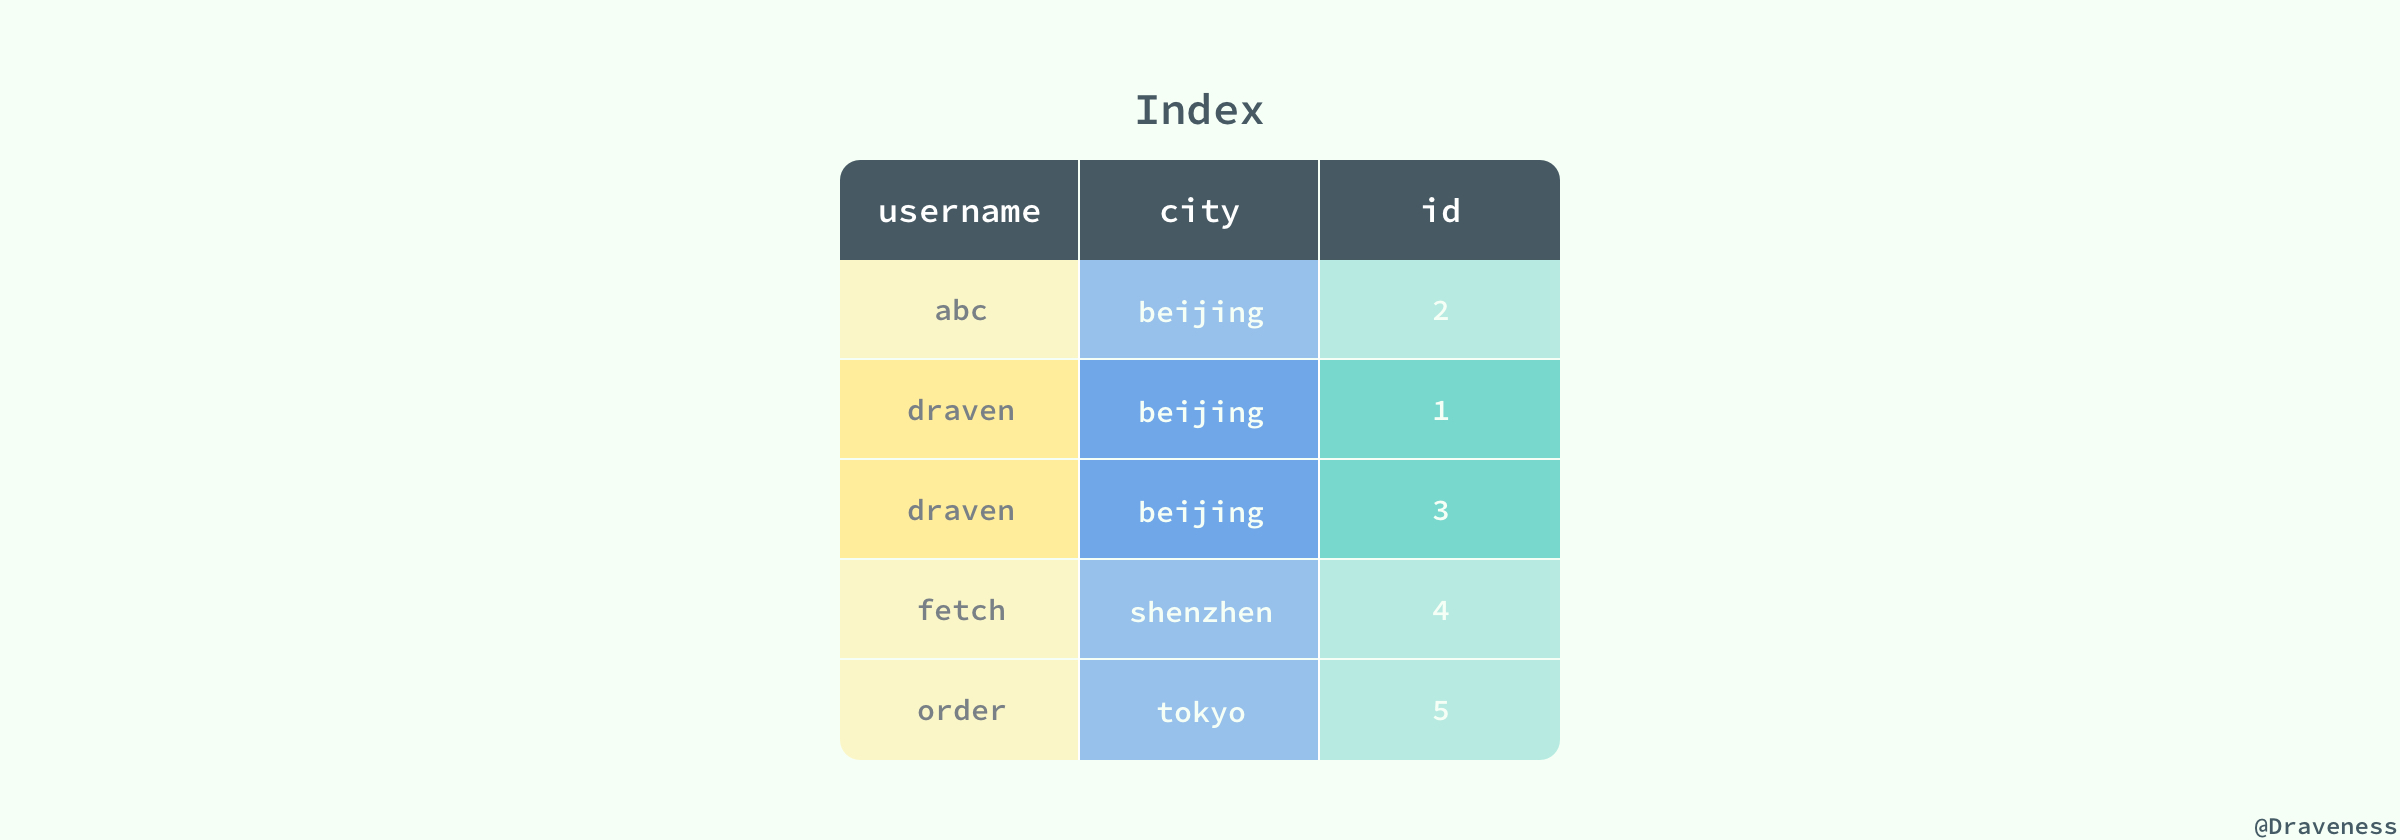 Index
username city id
abc beijing 2
draven beijing 1
draven beijing 3
fetch shenzhen 4
order tokyo 5
@Draveness